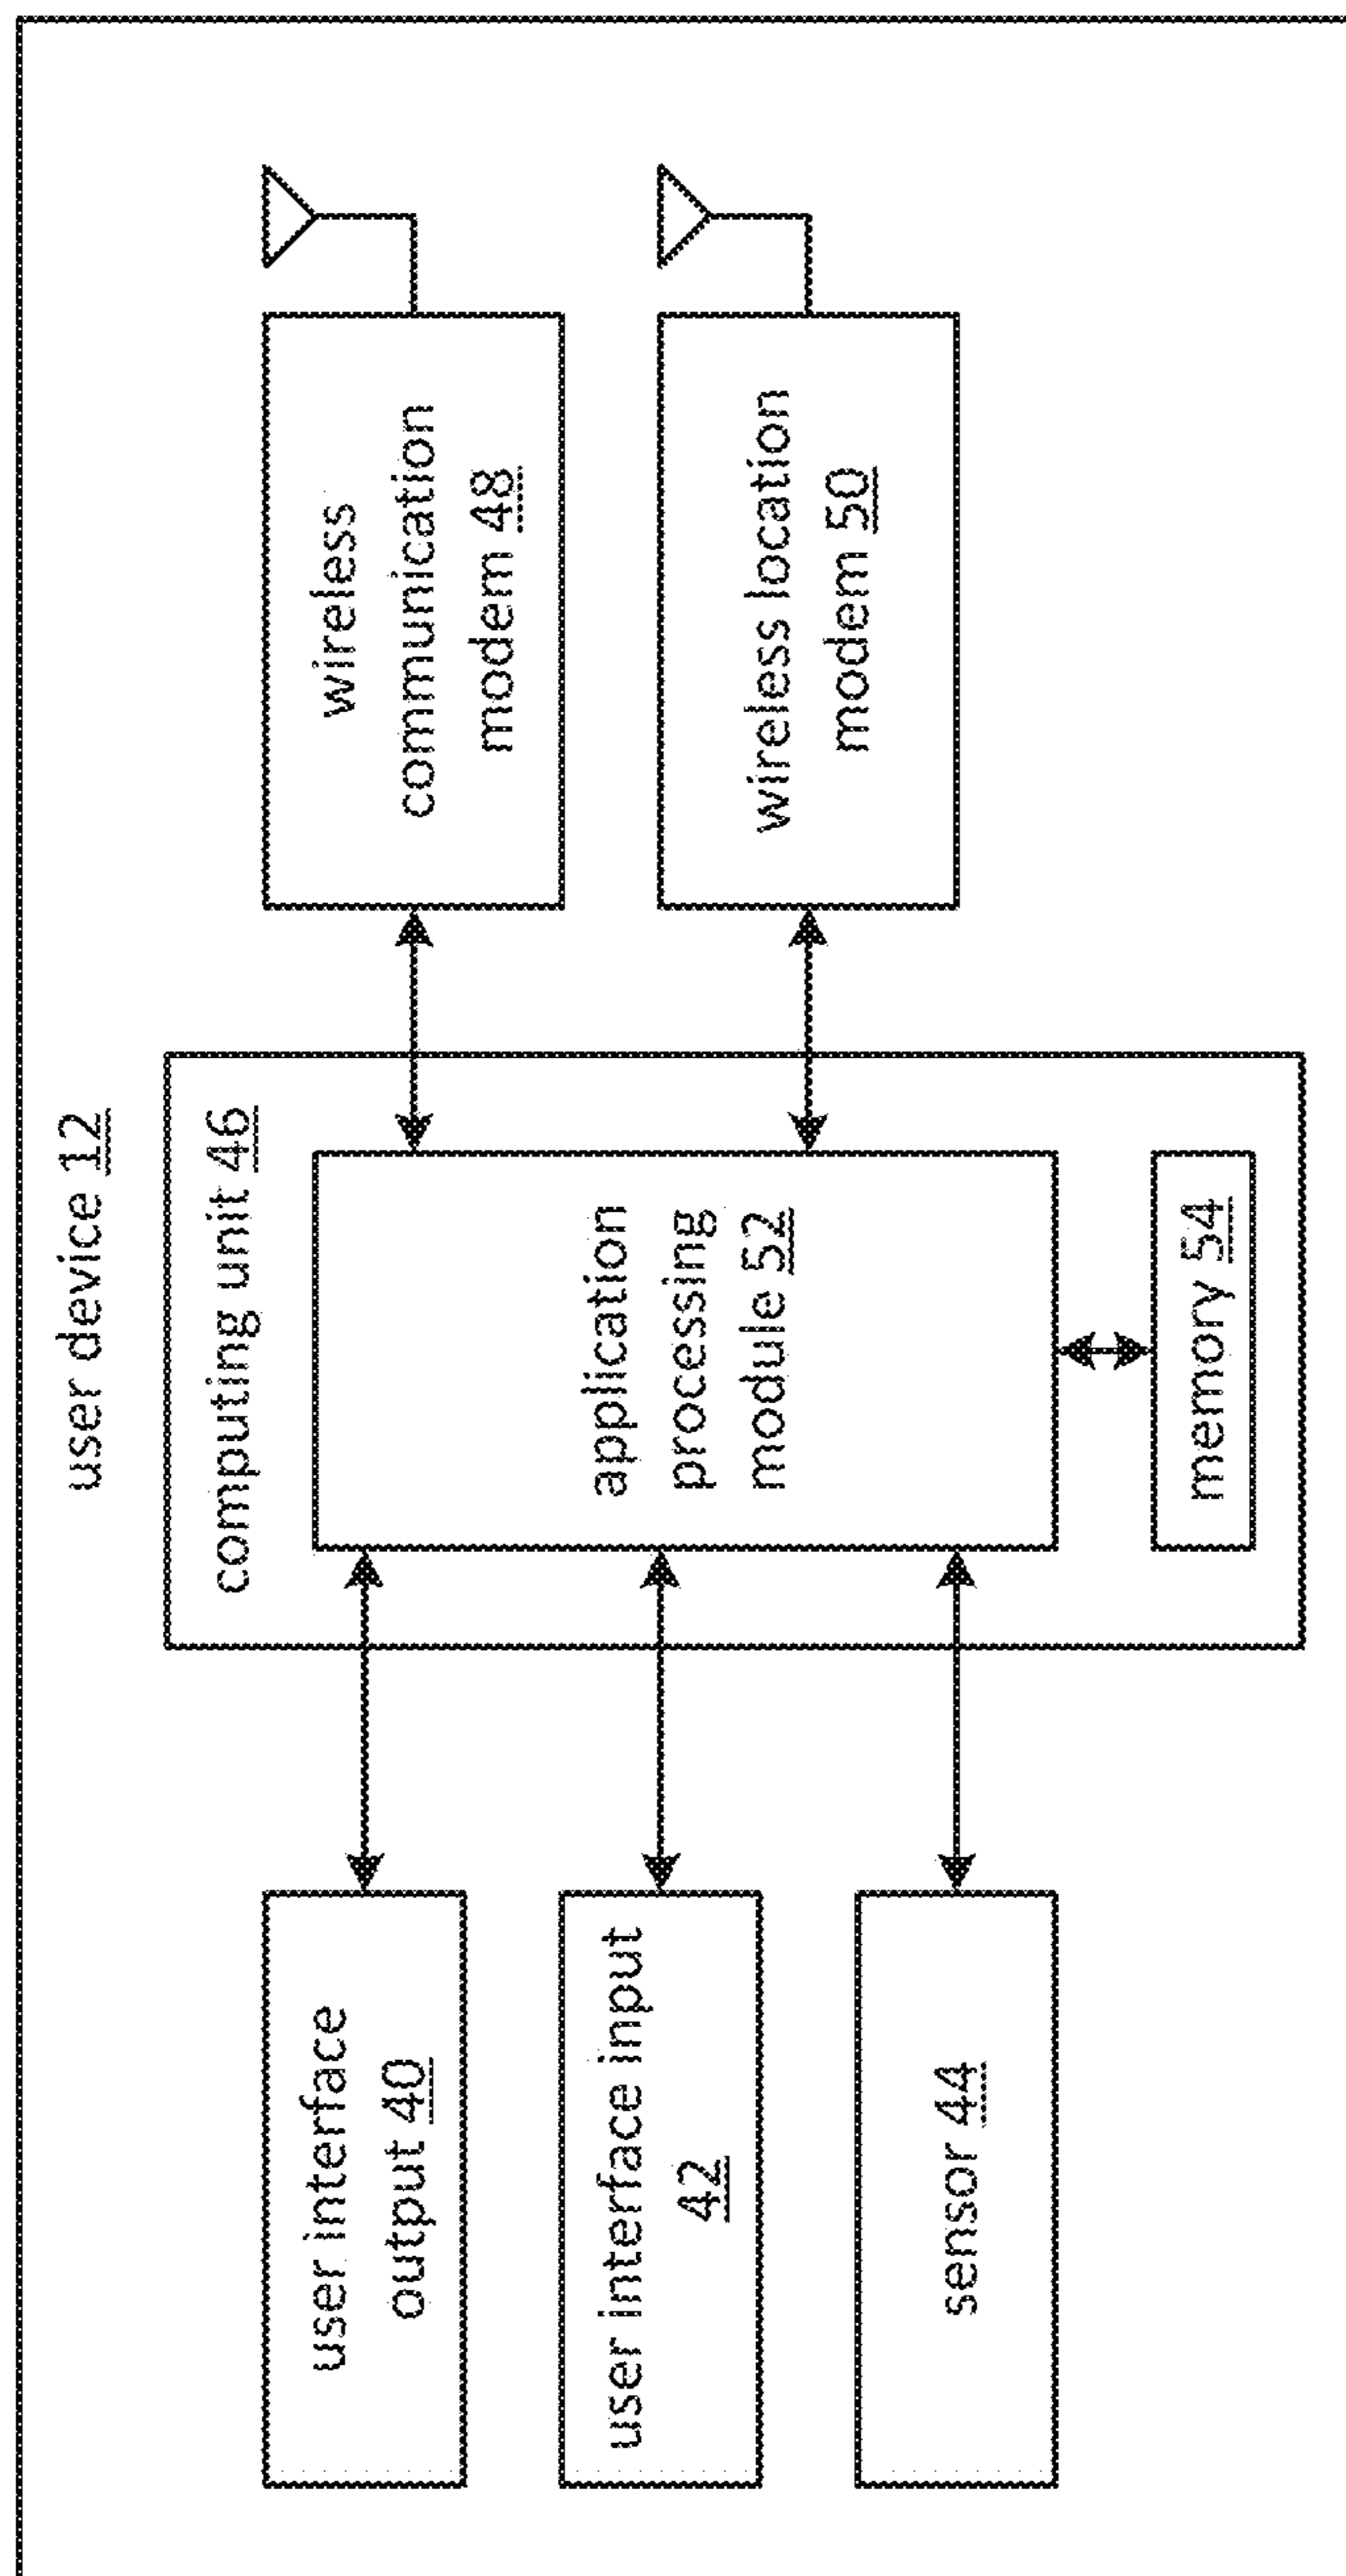 user device 12
computing unit 46
user interface
output 40
user interface input
42
sensor 44
application
processing
module 52
memory 54
wireless
communication
modem 48
wireless location
modem 50